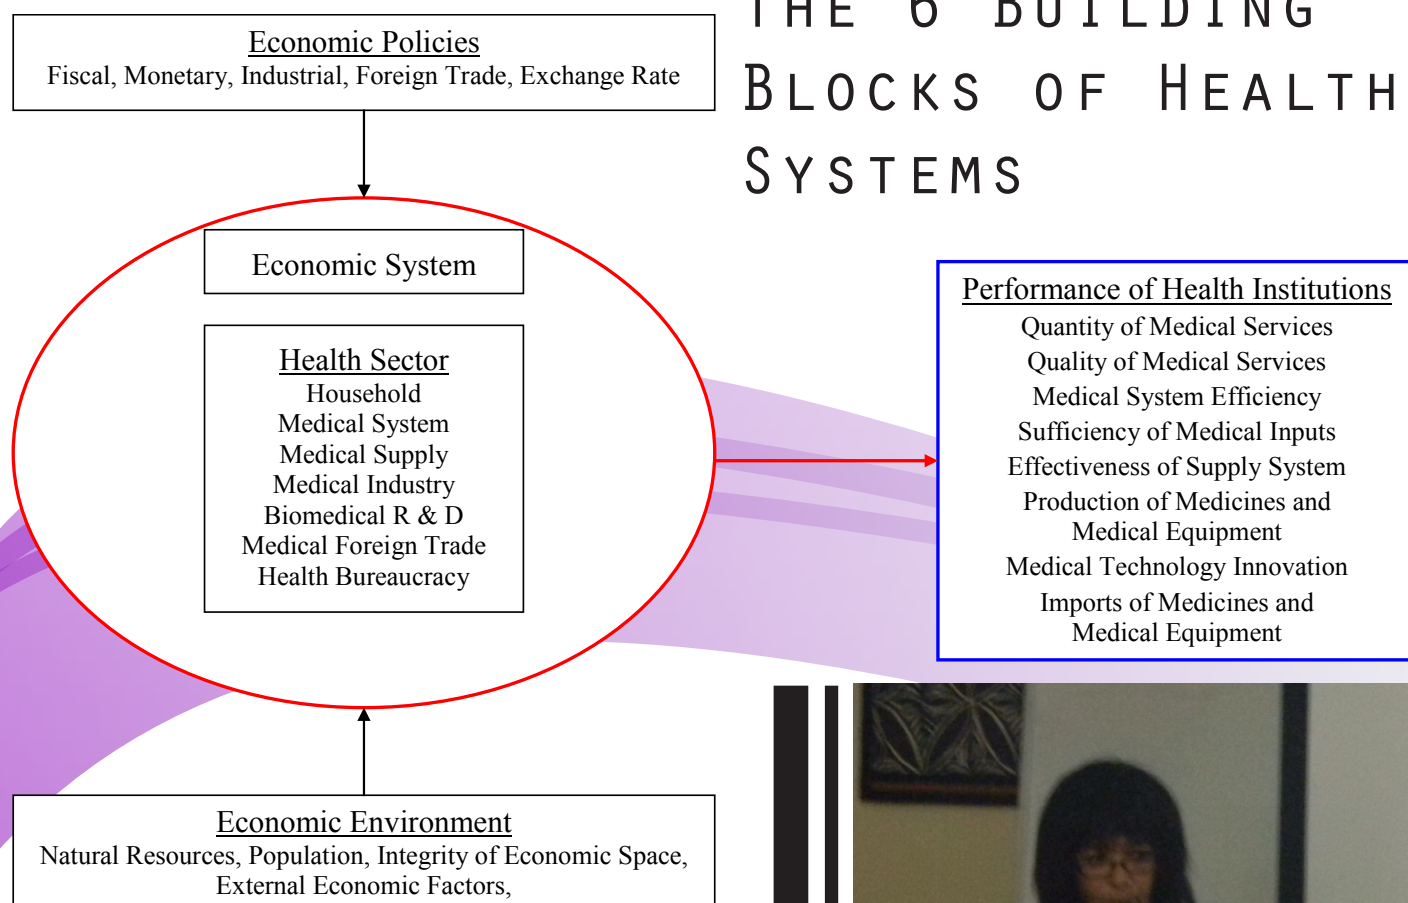 THE 6 BUILDING
BLOCKS OF HEALTH
SYSTEMS
Economic Policies
Fiscal, Monetary, Industrial, Foreign Trade, Exchange Rate
Economic System
Health Sector
Household
Medical System
Medical Supply
Medical Industry
Biomedical R & D
Medical Foreign Trade
Health Bureaucracy
Performance of Health Institutions
Quantity of Medical Services
Quality of Medical Services
Medical System Efficiency
Sufficiency of Medical Inputs
Effectiveness of Supply System
Production of Medicines and
Medical Equipment
Medical Technology Innovation
Imports of Medicines and
Medical Equipment
Economic Environment
Natural Resources, Population, Integrity of Economic Space,
External Economic Factors,